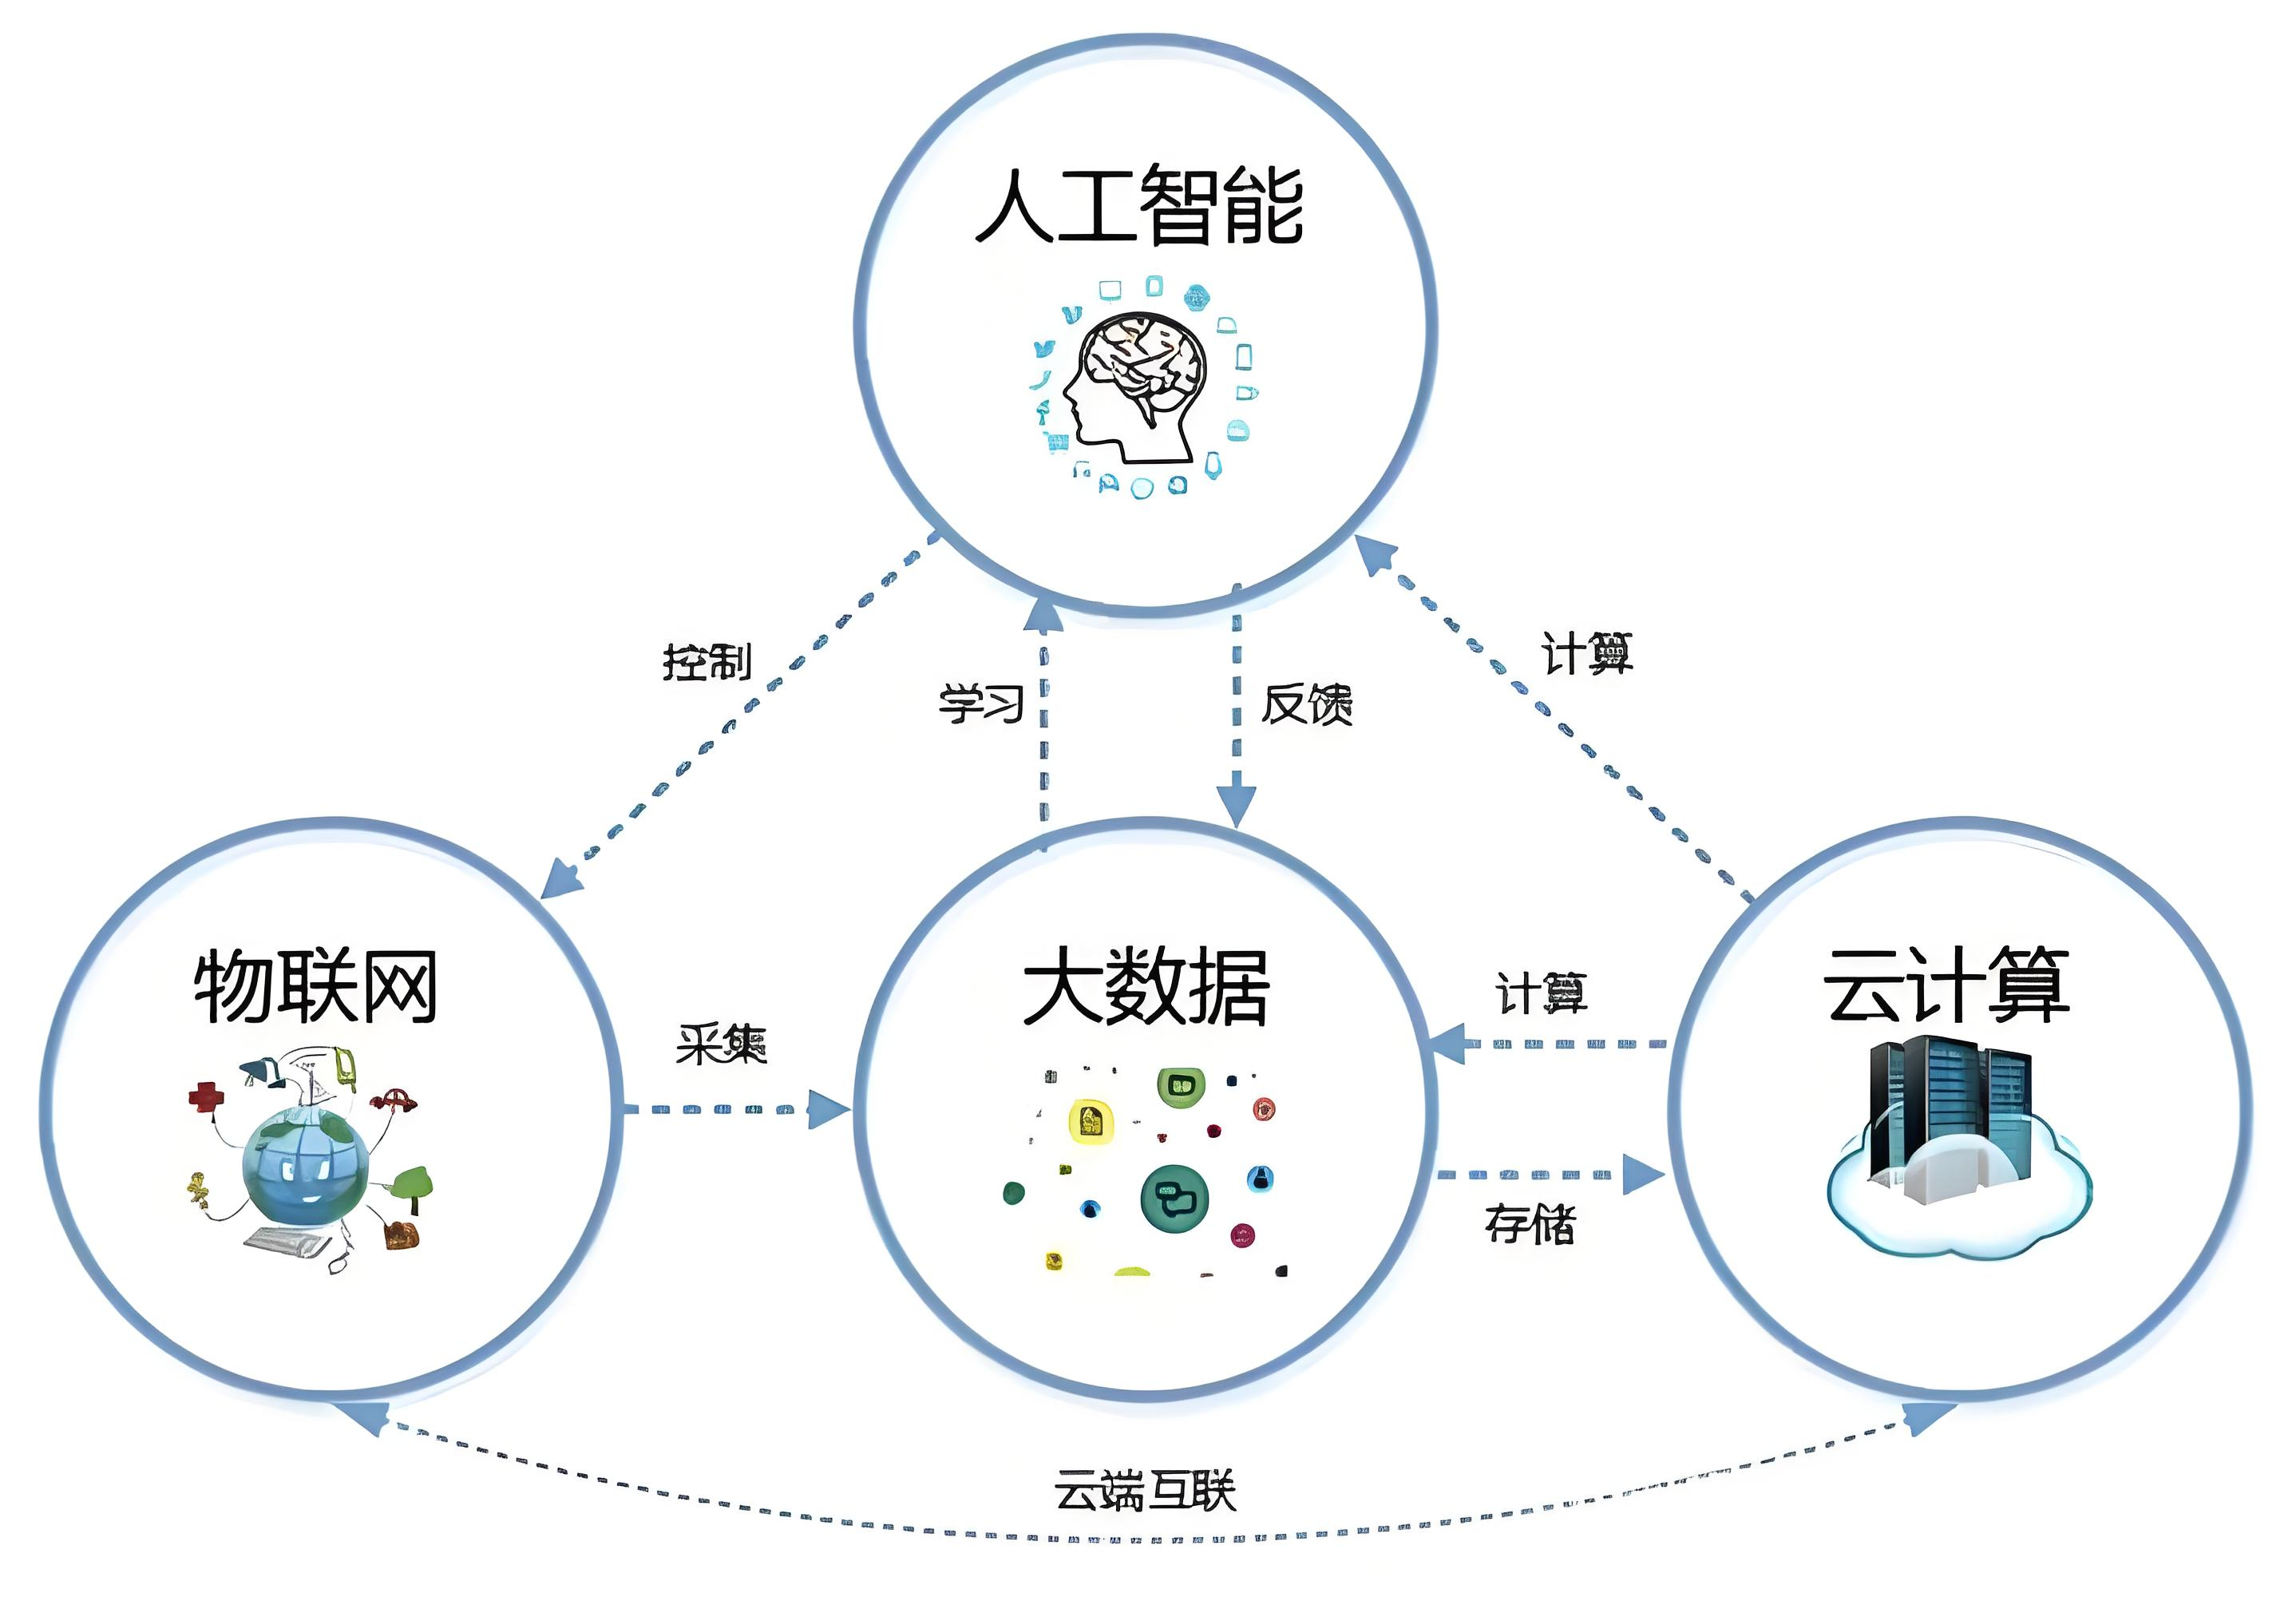 人工智能
控制
学习
反馈
计算
物联网
采集
大数据
计算
存储
云计算
云端互联